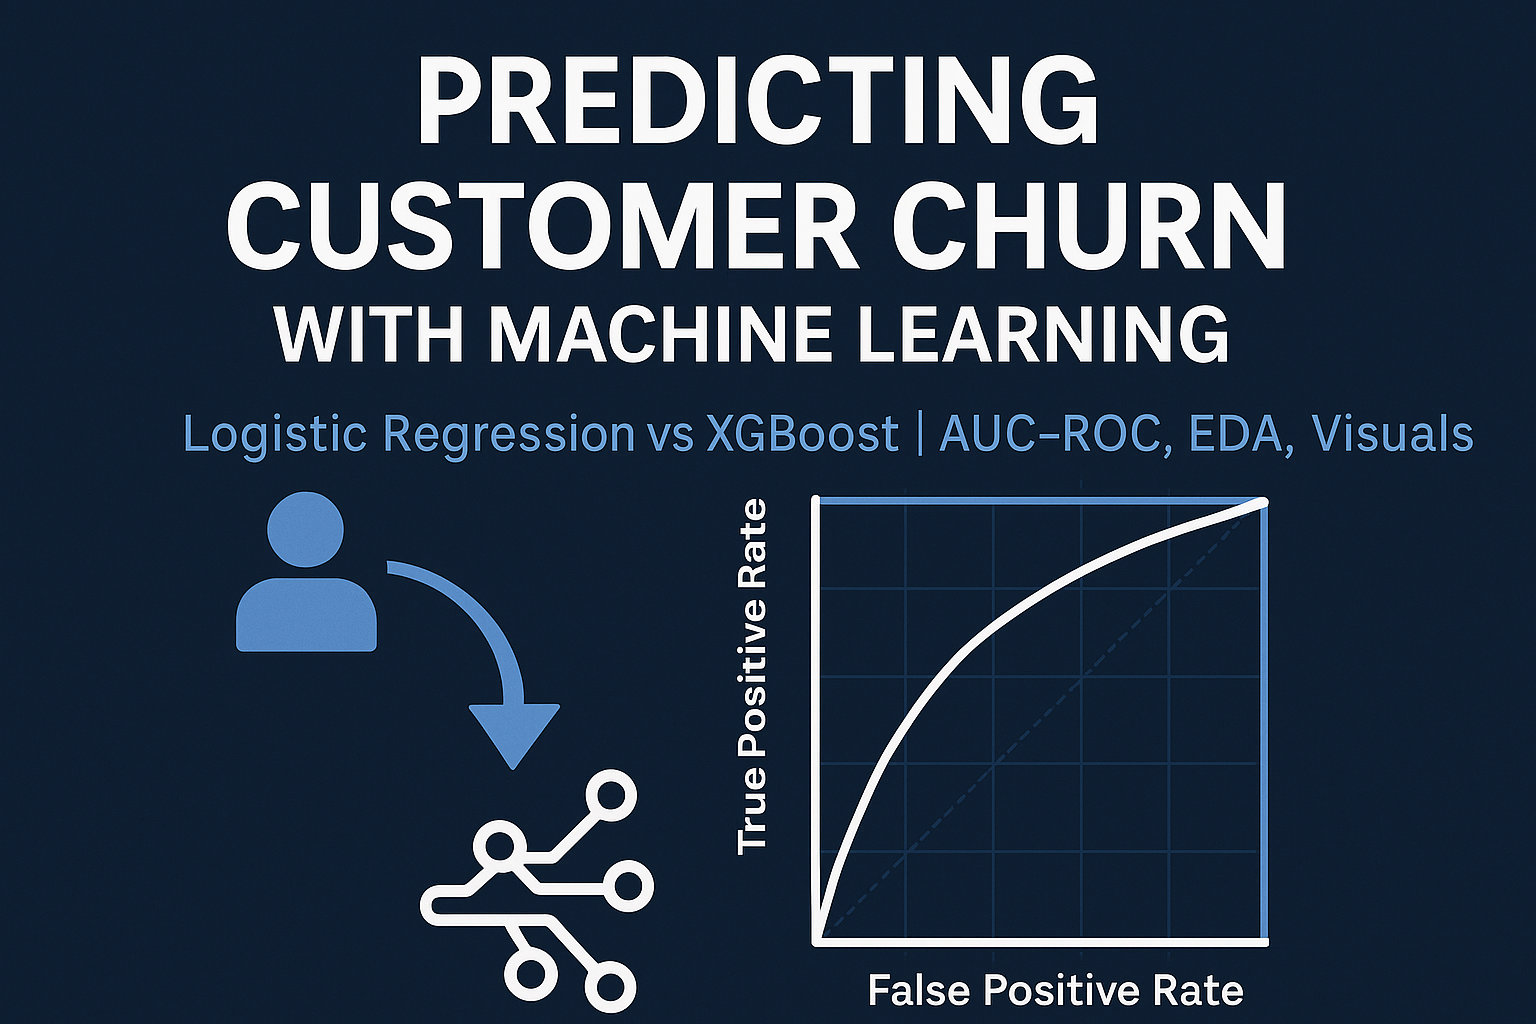 PREDICTING
CUSTOMER CHURN
WITH MACHINE LEARNING
Logistic Regression vs XGBoost | AUC–ROC, EDA, Visuals
True Positive Rate
False Positive Rate